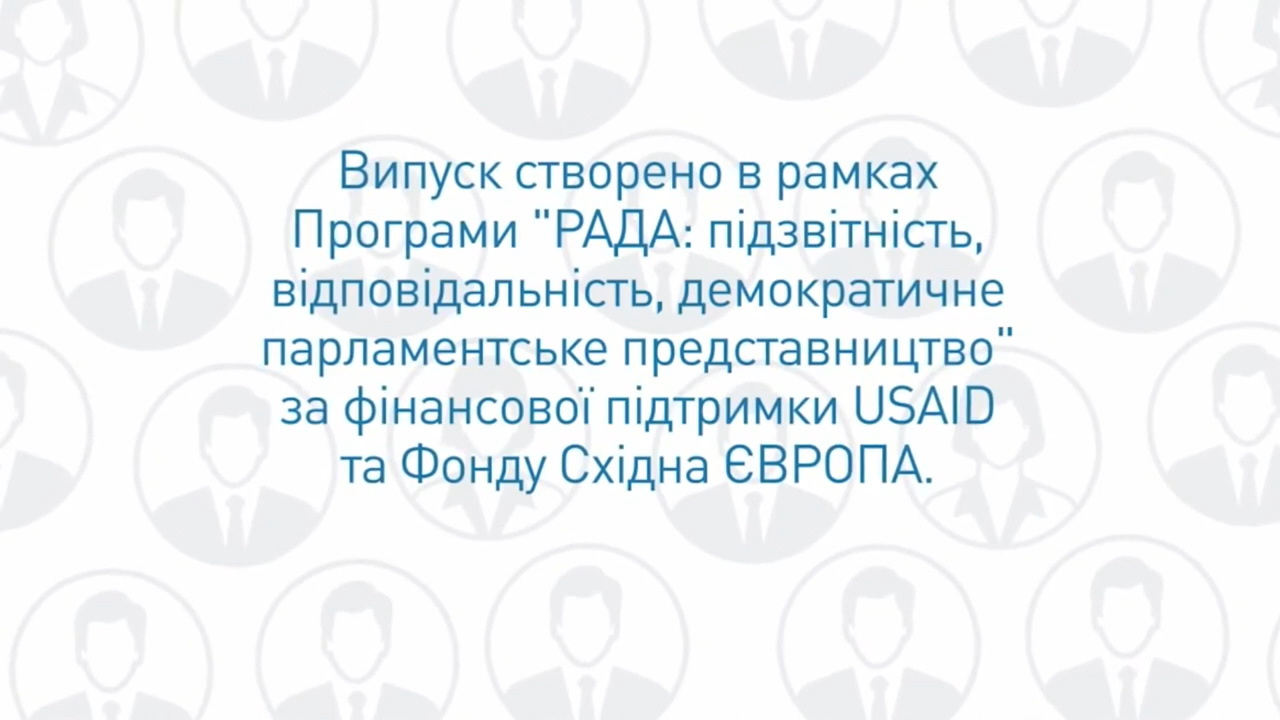 Випуск створено в рамках
Програми "РАДА: підзвітність,
відповідальність, демократичне
парламентське представництво"
за фінансової підтримки USAID
та Фонду Східна ЄВРОПА.